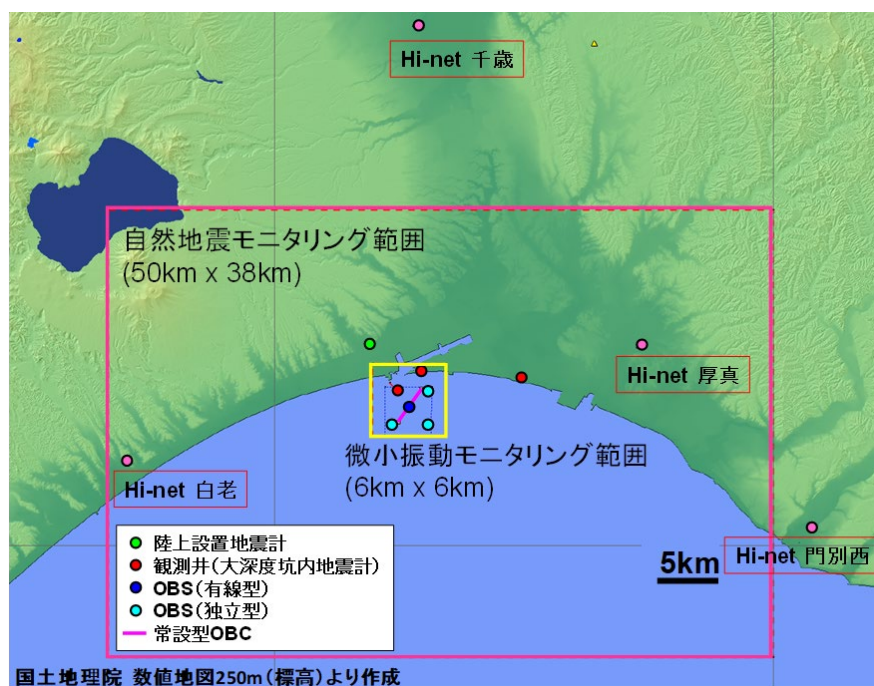 Hi-net 千歳
自然地震モニタリング範囲
(50km x 38km)
Hi-net 厚真
微小振動モニタリング範囲
(6km x 6km)
Hi-net 白老
陸上設置地震計
観測井(大深度坑内地震計)
OBS(有線型)
OBS(独立型)
常設型OBC
5km
Hi-net 門別西
国土地理院 数値地図250m(標高)より作成